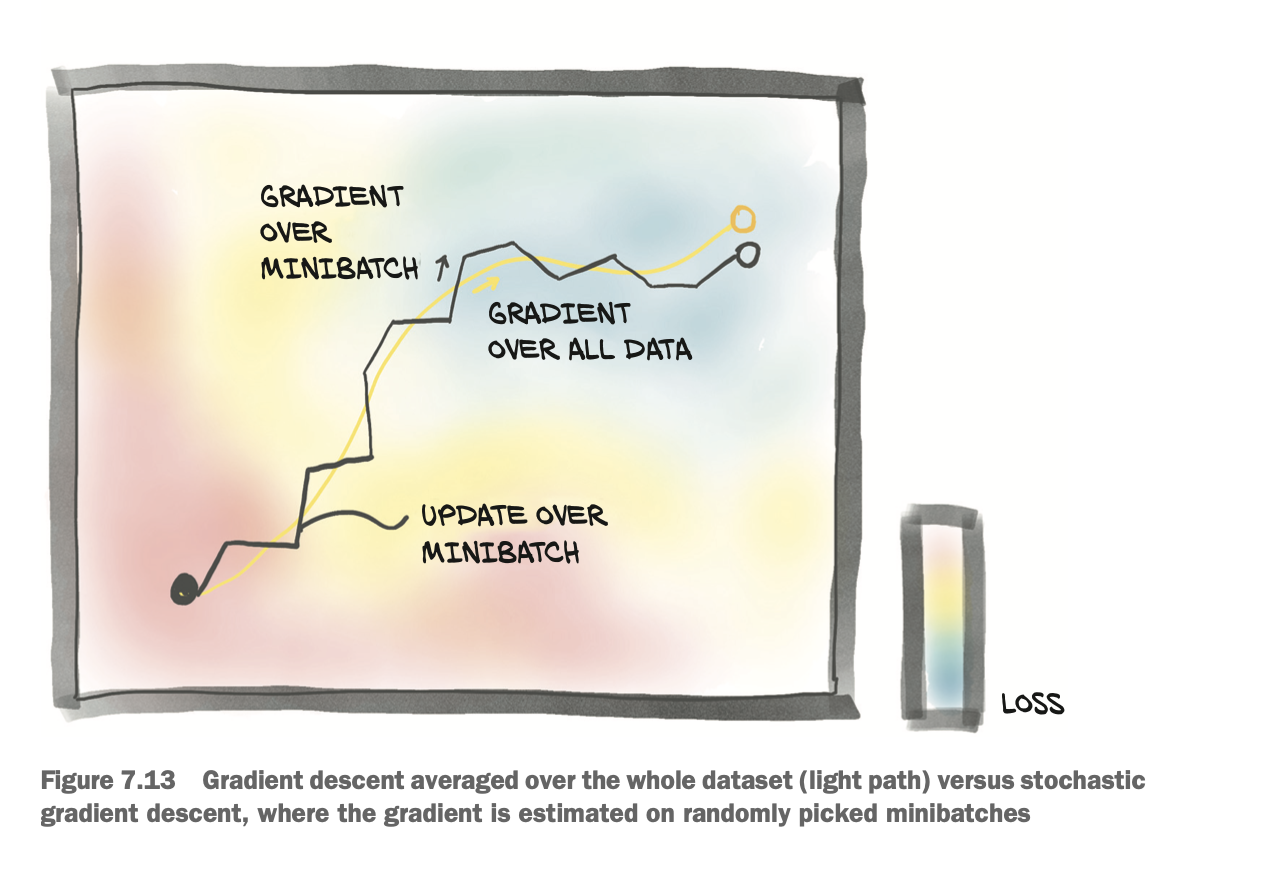 GRADIENT
OVER
MINIBATCH
GRADIENT
OVER ALL DATA
UPDATE OVER
MINIBATCH
LOSS
Figure 7.13 Gradient descent averaged over the whole dataset (light path) versus stochastic
gradient descent, where the gradient is estimated on randomly picked minibatches